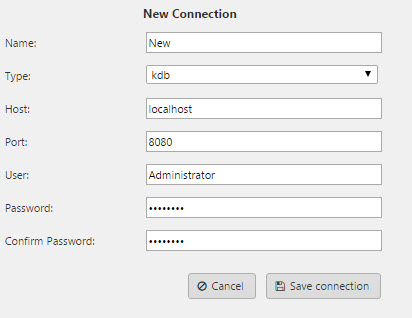 New Connection
Name: New
Type: kdb
Host: localhost
Port: 8080
User: Administrator
Password: ••••••••
Confirm Password: ••••••••
Cancel Save connection